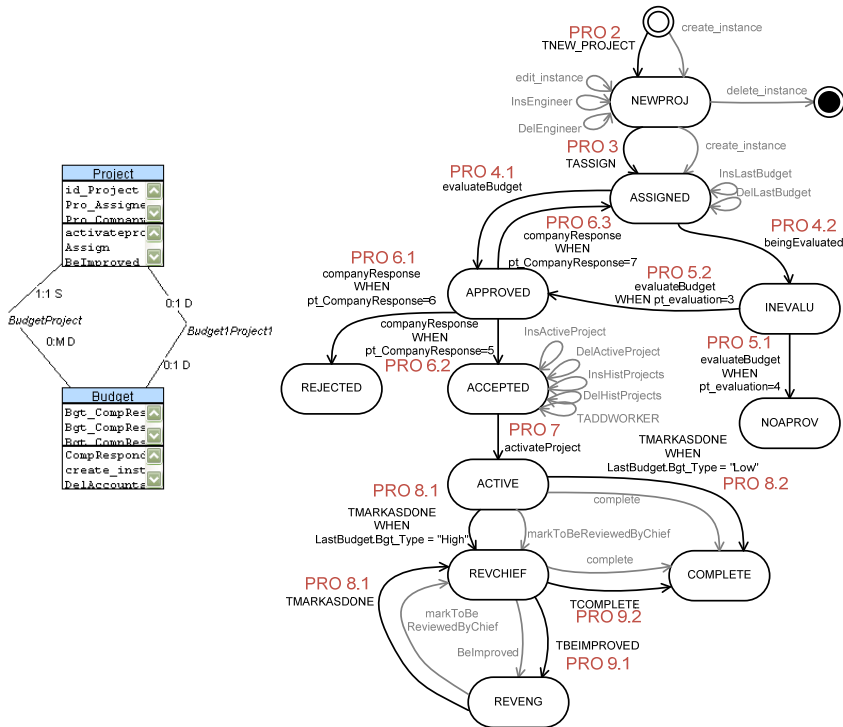 Project
id_Project
Pro_Assigne
Pro_Company
activatepro
Assign
BeImproved
1:1 S
0:1 D
BudgetProject
Budget1Project1
0:M D
0:1 D
Budget
Bgt_CompRes
Bgt_CompRes
Bgt_CompRes
CompRespond
create_inst
DelAccounts
PRO 2
TNEW_PROJECT
create_instance
edit_instance
InsEngineer
DelEngineer
NEWPROJ
delete_instance
PRO 3
TASSIGN
create_instance
PRO 4.1
evaluateBudget
ASSIGNED
InsLastBudget
DelLastBudget
PRO 4.2
beingEvaluated
PRO 6.3
companyResponse
WHEN
pt_CompanyResponse=7
PRO 6.1
companyResponse
WHEN
pt_CompanyResponse=6
PRO 5.2
evaluateBudget
WHEN pt_evaluation=3
APPROVED
INEVALU
companyResponse
WHEN
pt_CompanyResponse=5
PRO 6.2
PRO 5.1
evaluateBudget
WHEN
pt_evaluation=4
InsActiveProject
DelActiveProject
InsHistProjects
DelHistProjects
TADDWORKER
REJECTED
ACCEPTED
NOAPROV
PRO 7
activateProject
TMARKASDONE
WHEN
LastBudget.Bgt_Type = "Low"
PRO 8.2
ACTIVE
complete
PRO 8.1
TMARKASDONE
WHEN
LastBudget.Bgt_Type = "High"
markToBeReviewedByChief
complete
REVCHIEF
COMPLETE
PRO 8.1
TMARKASDONE
TCOMPLETE
PRO 9.2
markToBe
ReviewedByChief
BeImproved
TBEIMPROVED
PRO 9.1
REVENG